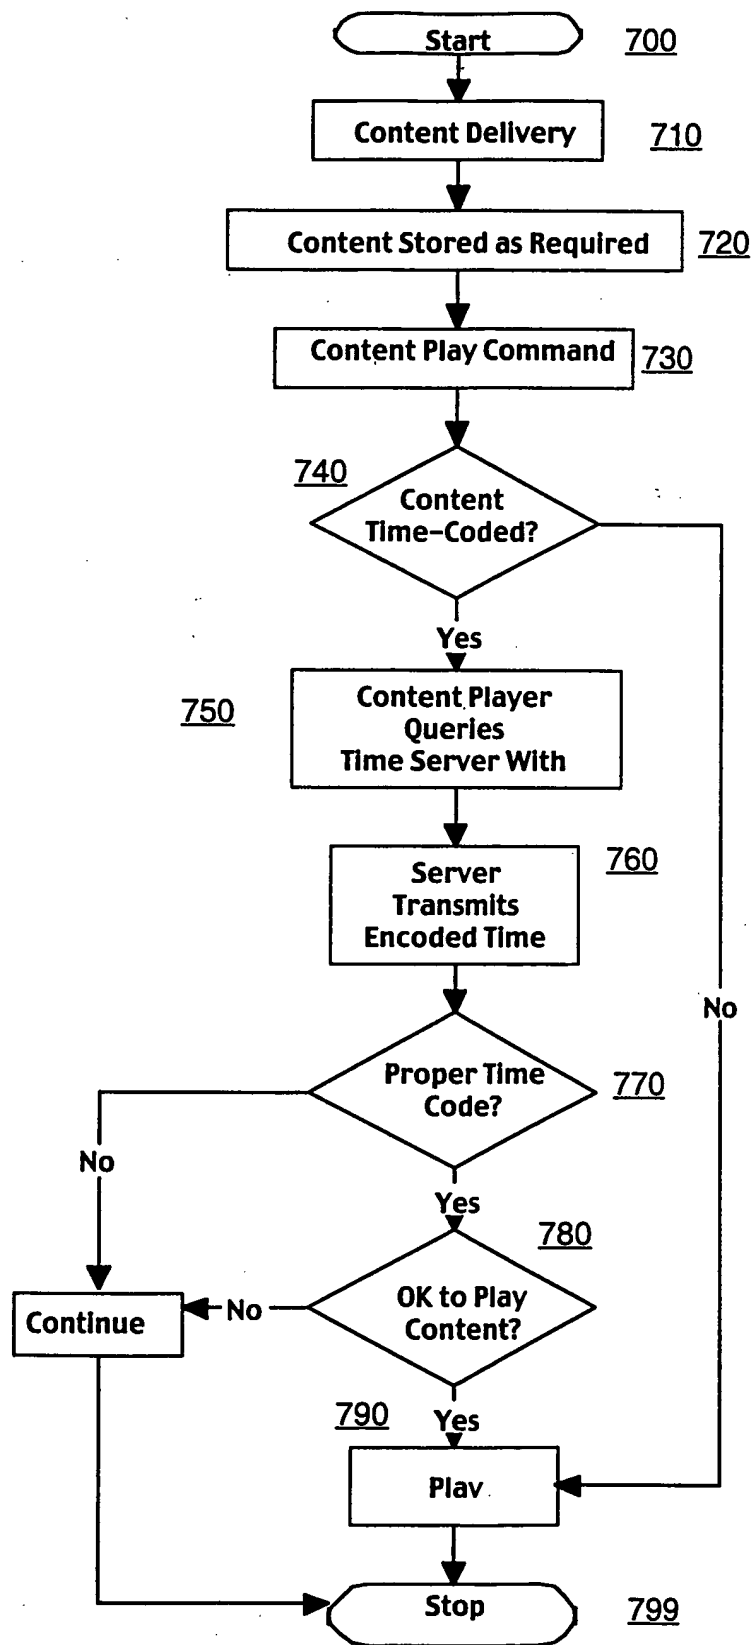 Start
700
Content Delivery
710
Content Stored as Required
720
Content Play Command
730
740
Content
Time-Coded?
Yes
750
Content Player
Queries
Time Server With
760
Server
Transmits
Encoded Time
No
Proper Time
Code?
770
No
Yes
780
OK to Play
Content?
No
Continue
790
Yes
Plav
Stop
799